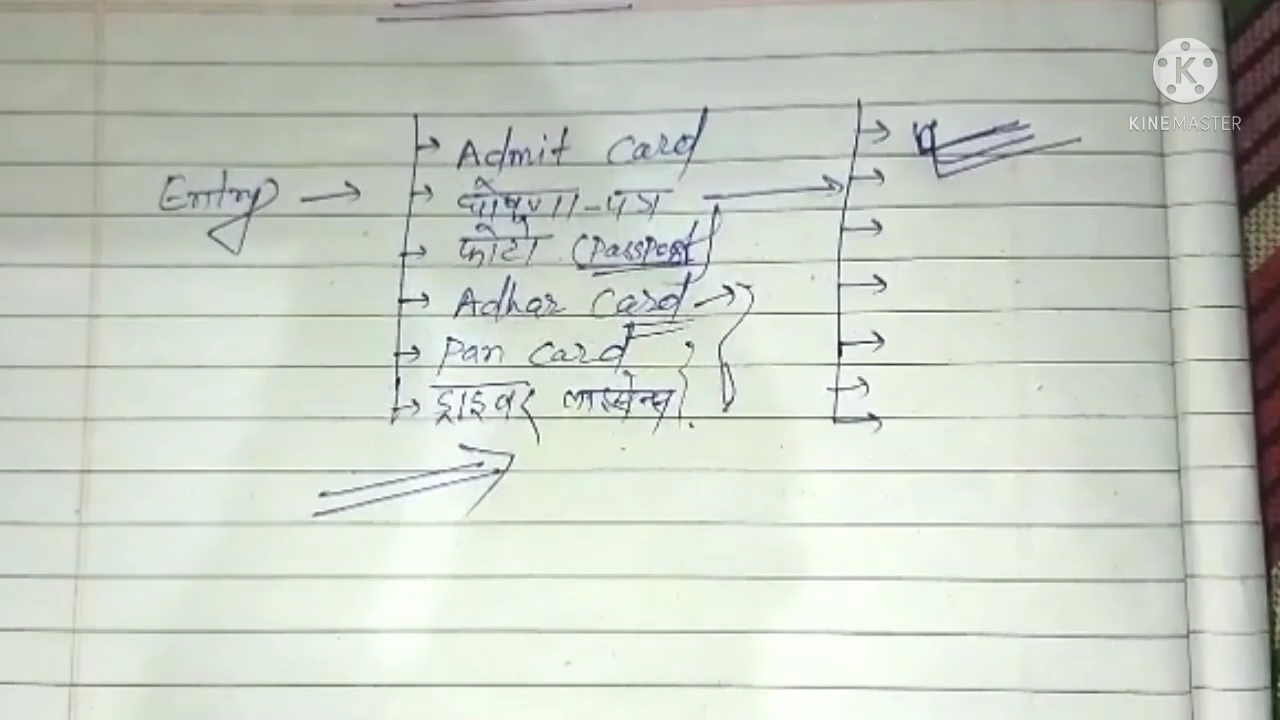 Admit Card
Entry → घोषणा-पत्र
फोटो (Passport)
Adhar Card
Pan Card
ड्राइवर लाइसेन्स
KINEMASTER